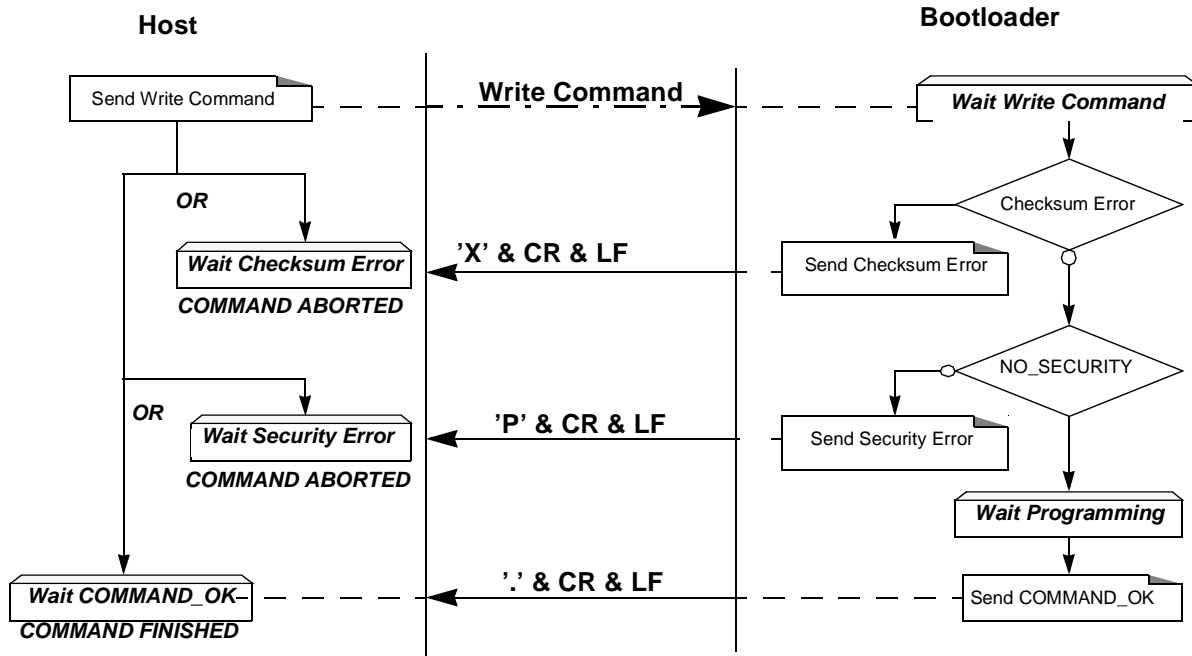 Host
Bootloader
Send Write Command
Write Command
Wait Write Command
OR
Checksum Error
Wait Checksum Error
'X' & CR & LF
Send Checksum Error
COMMAND ABORTED
NO_SECURITY
OR
Wait Security Error
'P' & CR & LF
Send Security Error
COMMAND ABORTED
Wait Programming
Wait COMMAND_OK
'.' & CR & LF
Send COMMAND_OK
COMMAND FINISHED